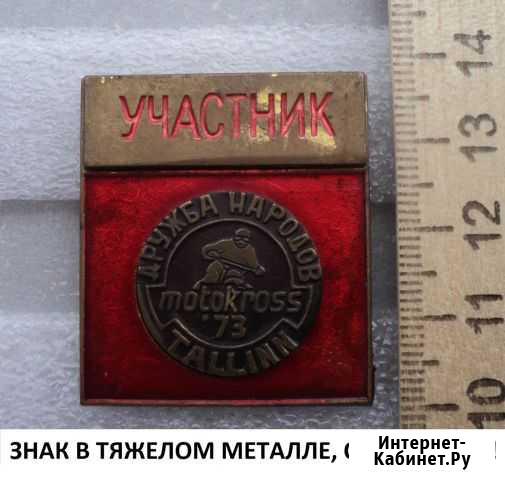 УЧАСТНИК
ДРУЖБА НАРОДОВ
motokross
'73
TALLINN
14
13
12
11
10
ЗНАК В ТЯЖЕЛОМ МЕТАЛЛЕ,
Интернет-
Кабинет.Ру